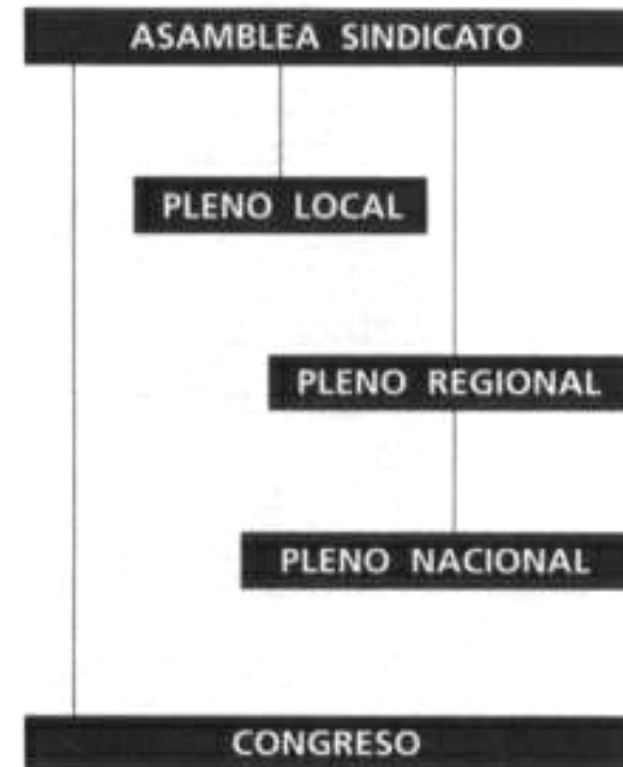 ASAMBLEA SINDICATO
PLENO LOCAL
PLENO REGIONAL
PLENO NACIONAL
CONGRESO